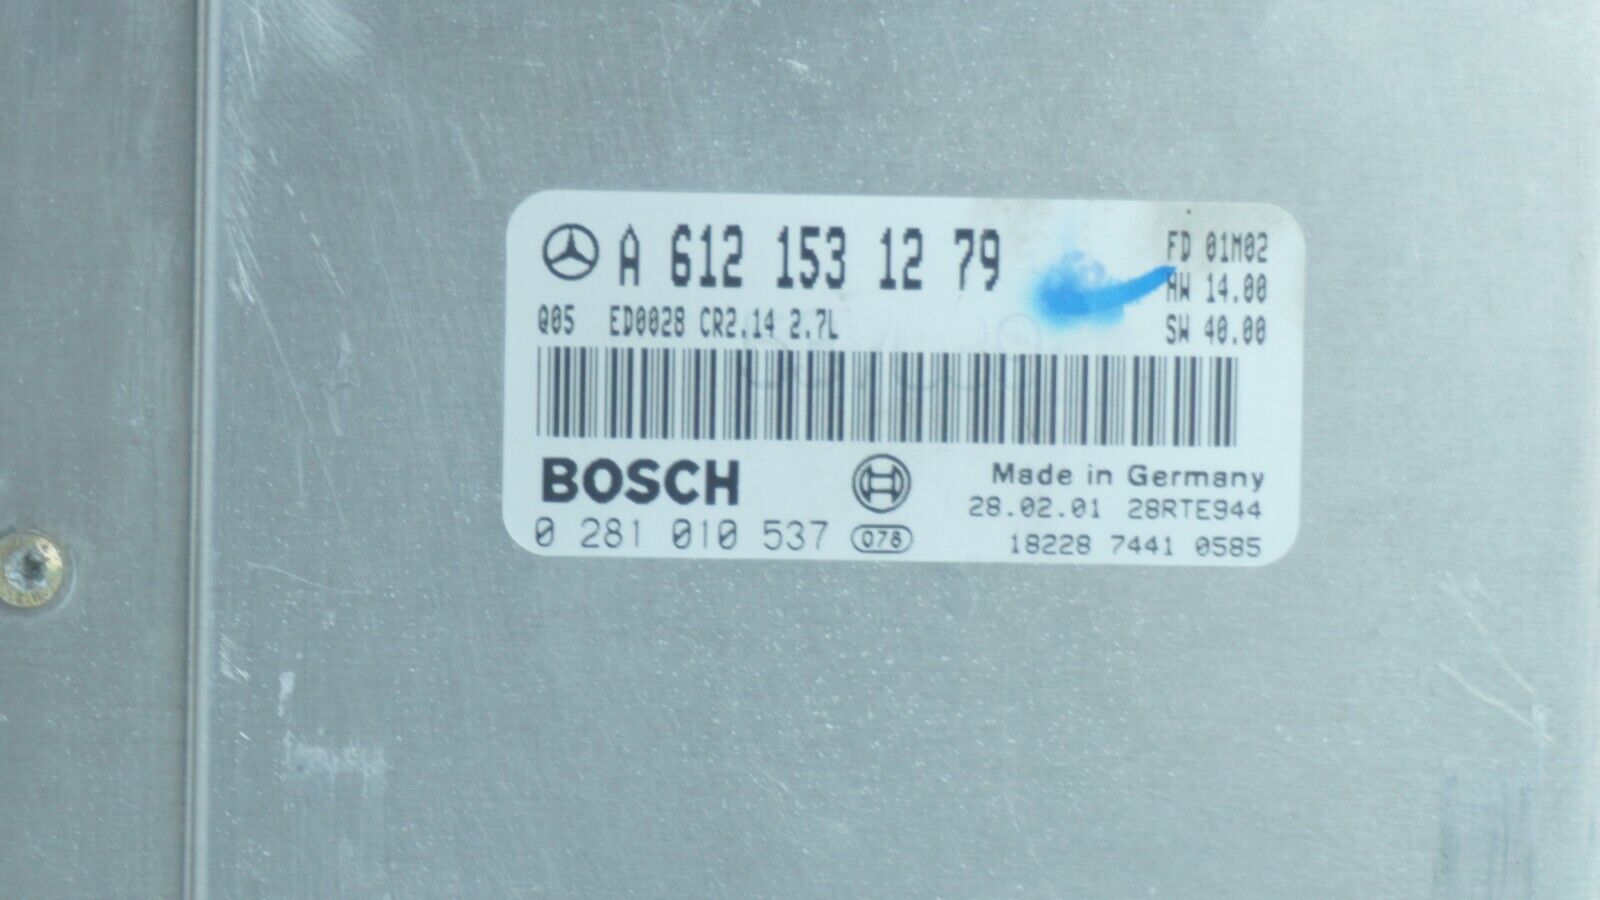 A 612 153 12 79
FD 01M02
HW 14.00
Q05 ED0028 CR2.14 2.7L
SW 40.00
BOSCH
Made in Germany
28.02.01 28RTE944
0 281 010 537 078
18228 7441 0585